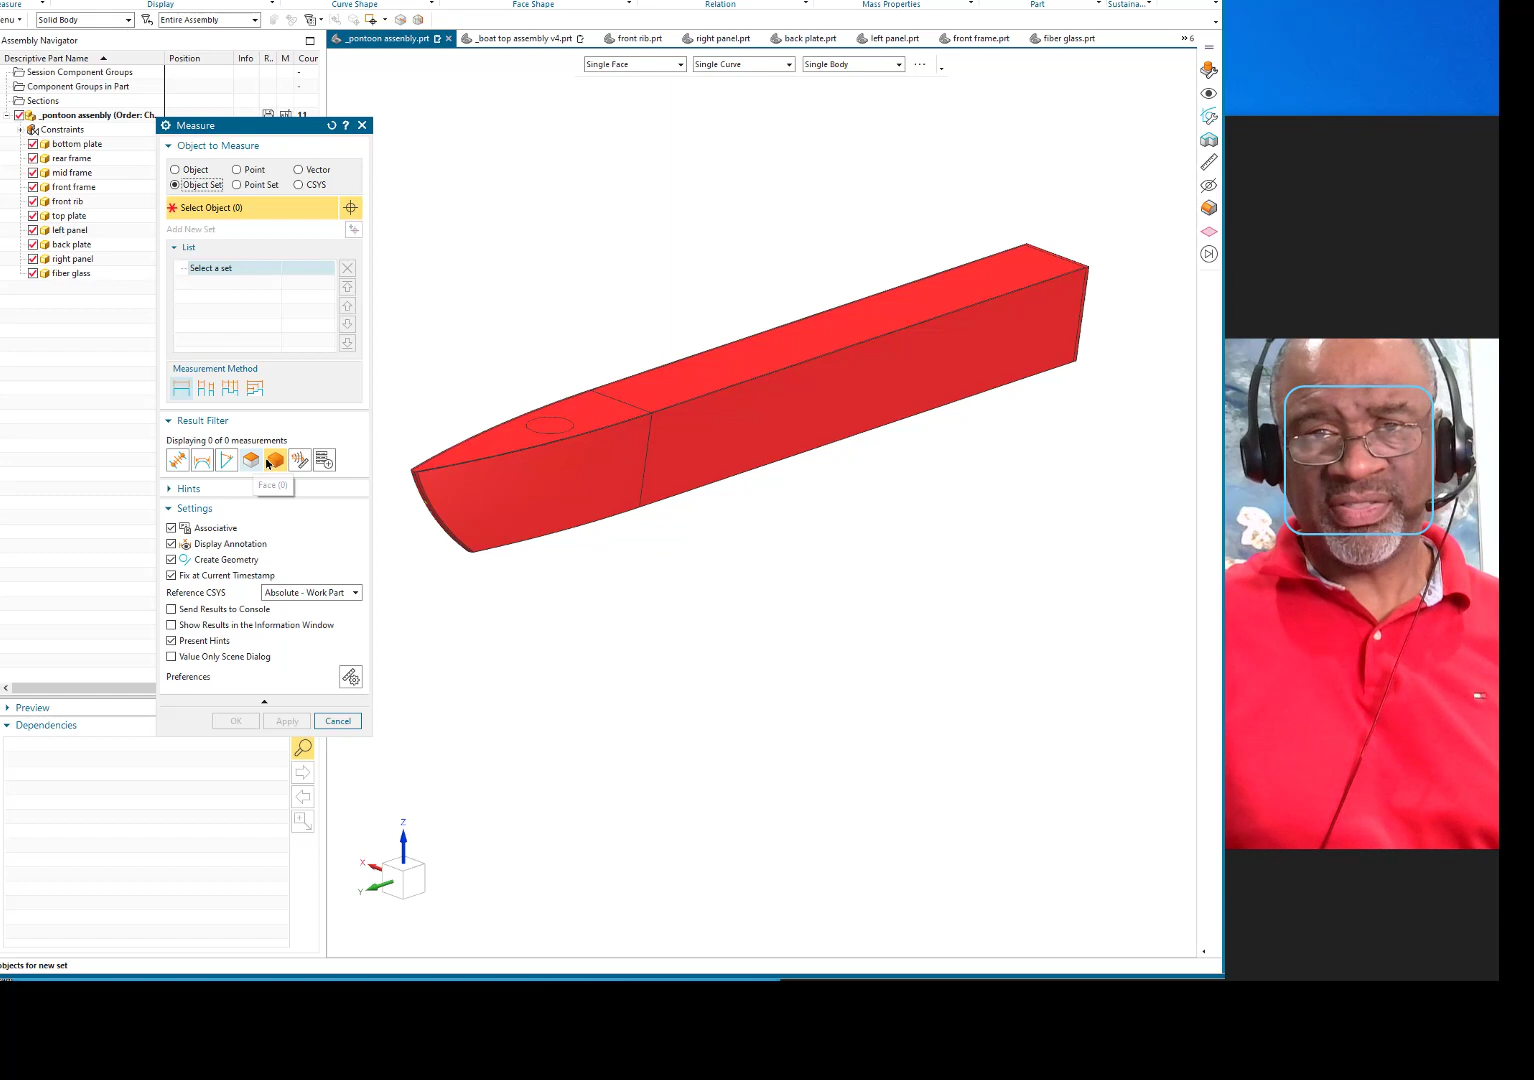 easure
Display
Curve Shape
Face Shape
Relation
Mass Properties
Part
Sustaina...
enu
Solid Body
Entire Assembly
Assembly Navigator
_pontoon assembly.prt
_boat top assembly v4.prt
front rib.prt
right panel.prt
back plate.prt
left panel.prt
front frame.prt
fiber glass.prt
6
Descriptive Part Name
Position
Info
R..
M
Cour
Single Face
Single Curve
Single Body
Session Component Groups
-
Component Groups in Part
-
Sections
_pontoon assembly (Order: Ch...
11
Constraints
bottom plate
rear frame
mid frame
front frame
front rib
top plate
left panel
back plate
right panel
fiber glass
Measure
Object to Measure
Object
Point
Vector
Object Set
Point Set
CSYS
Select Object (0)
Add New Set
List
Select a set
Measurement Method
Result Filter
Displaying 0 of 0 measurements
Face (0)
Hints
Settings
Associative
Display Annotation
Create Geometry
Fix at Current Timestamp
Reference CSYS
Absolute - Work Part
Send Results to Console
Show Results in the Information Window
Present Hints
Value Only Scene Dialog
Preferences
OK
Apply
Cancel
Preview
Dependencies
Z
X
Y
objects for new set